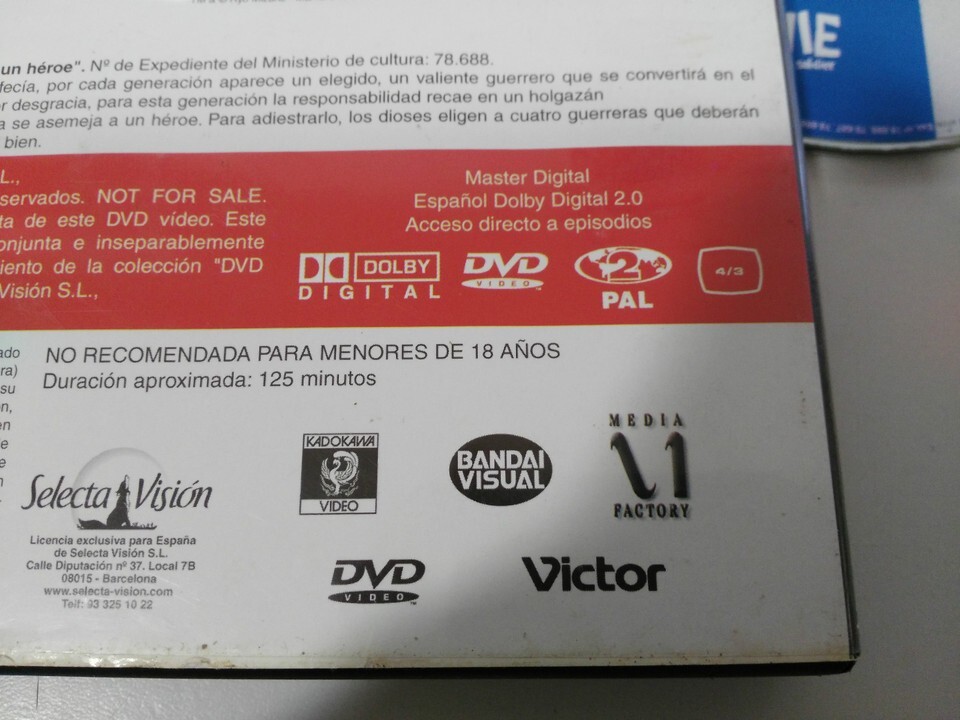 un héroe". Nº de Expediente del Ministerio de cultura: 78.688.
fecía, por cada generación aparece un elegido, un valiente guerrero que se convertirá en el
r desgracia, para esta generación la responsabilidad recae en un holgazán
a se asemeja a un héroe. Para adiestrarlo, los dioses eligen a cuatro guerreras que deberán
bien.
L.,
servados. NOT FOR SALE.
ta de este DVD vídeo. Este
onjunta e inseparablemente
iento de la colección "DVD
Visión S.L.,
Master Digital
Español Dolby Digital 2.0
Acceso directo a episodios
DOLBY
DIGITAL
DVD
VIDEO
2
PAL
4/3
ado
ra)
su
n,
en
e
e
n
NO RECOMENDADA PARA MENORES DE 18 AÑOS
Duración aproximada: 125 minutos
Selecta Visión
Licencia exclusiva para España
de Selecta Visión S.L.
Calle Diputación nº 37. Local 7B
08015 - Barcelona
www.selecta-vision.com
Telf: 93 325 10 22
KADOKAWA
VIDEO
BANDAI
VISUAL
MEDIA
FACTORY
DVD
VIDEO
Victor
IE